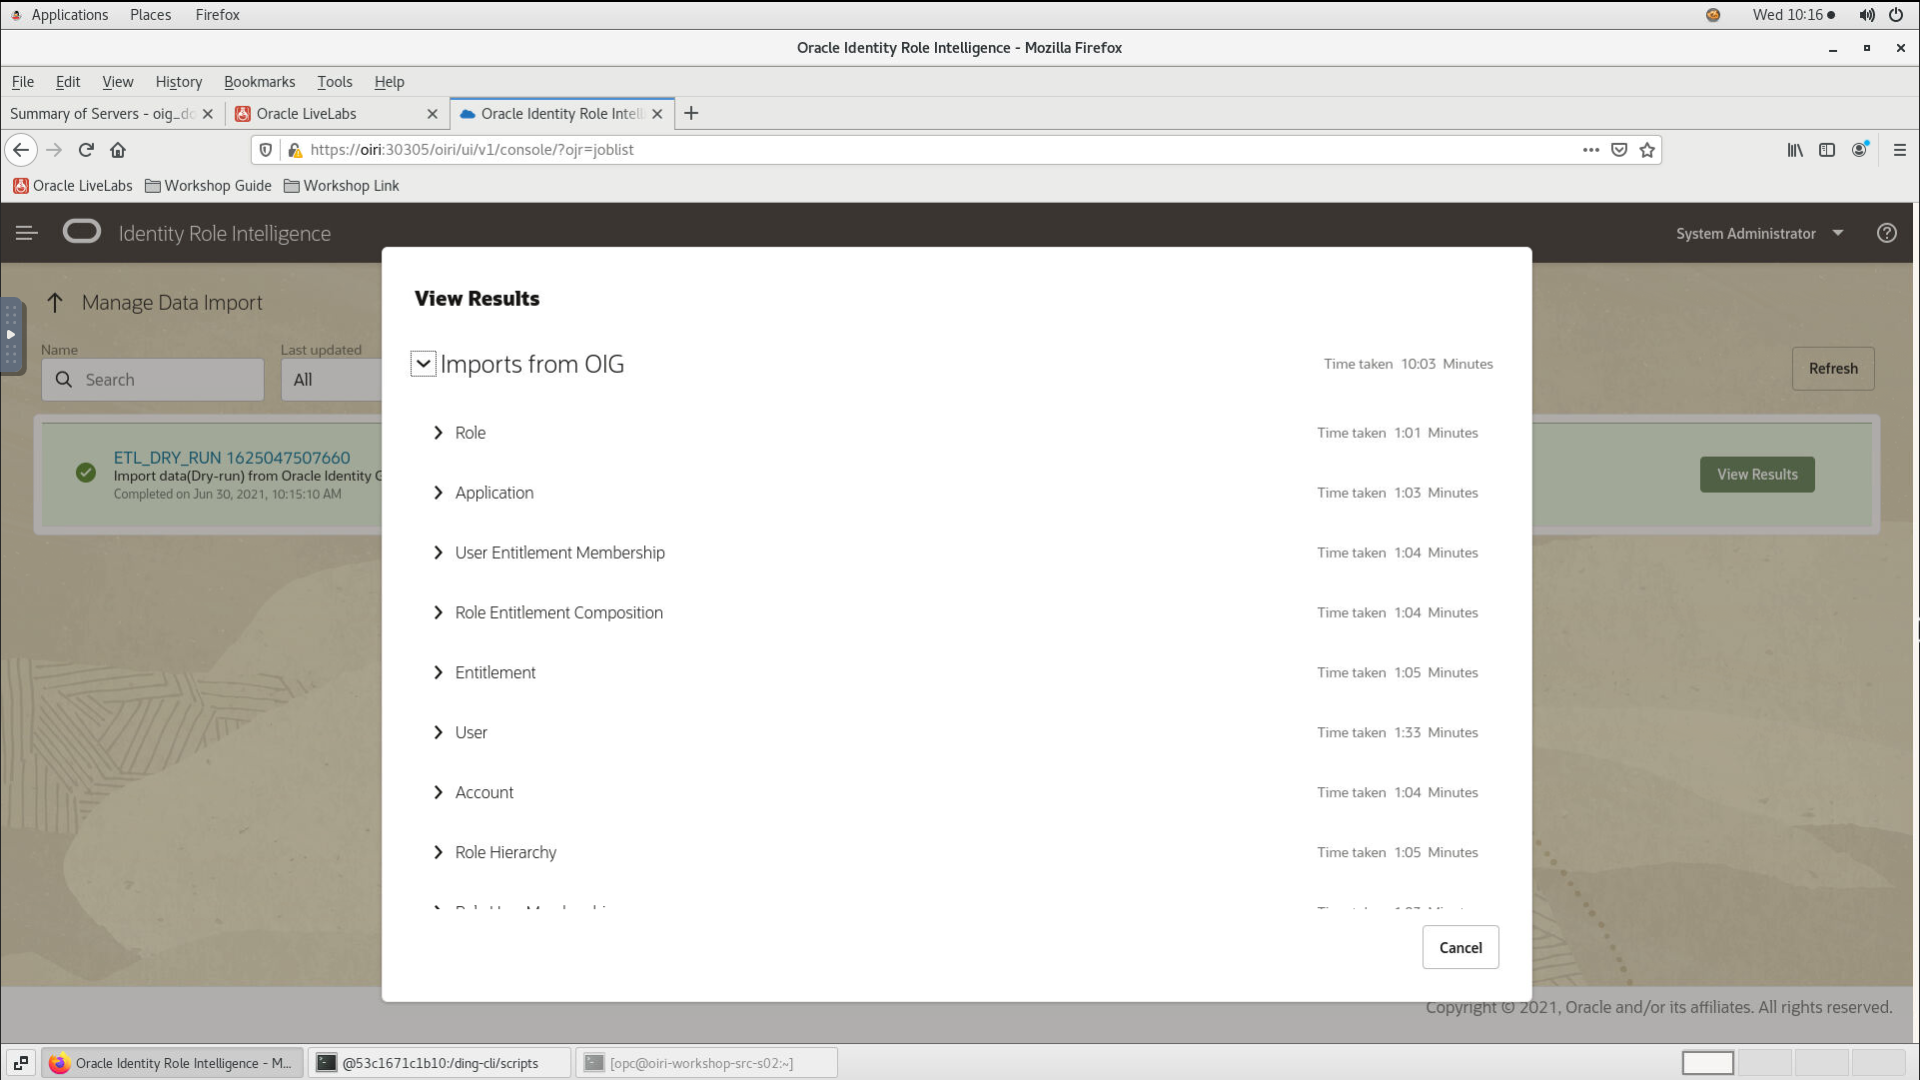 Applications Places Firefox Wed 10:16
Oracle Identity Role Intelligence - Mozilla Firefox
File Edit View History Bookmarks Tools Help
Summary of Servers - oig_do Oracle LiveLabs Oracle Identity Role Intell
https://oiri:30305/oiri/ui/v1/console/?ojr=joblist
Oracle LiveLabs Workshop Guide Workshop Link
Identity Role Intelligence System Administrator
Manage Data Import
Name Last updated
Search All Refresh
ETL_DRY_RUN 1625047507660
Import data(Dry-run) from Oracle Identity G
Completed on Jun 30, 2021, 10:15:10 AM
View Results
View Results
Imports from OIG Time taken 10:03 Minutes
Role Time taken 1:01 Minutes
Application Time taken 1:03 Minutes
User Entitlement Membership Time taken 1:04 Minutes
Role Entitlement Composition Time taken 1:04 Minutes
Entitlement Time taken 1:05 Minutes
User Time taken 1:33 Minutes
Account Time taken 1:04 Minutes
Role Hierarchy Time taken 1:05 Minutes
Cancel
Copyright © 2021, Oracle and/or its affiliates. All rights reserved.
Oracle Identity Role Intelligence - M... @53c1671c1b10:/ding-cli/scripts [opc@oiri-workshop-src-s02:~]